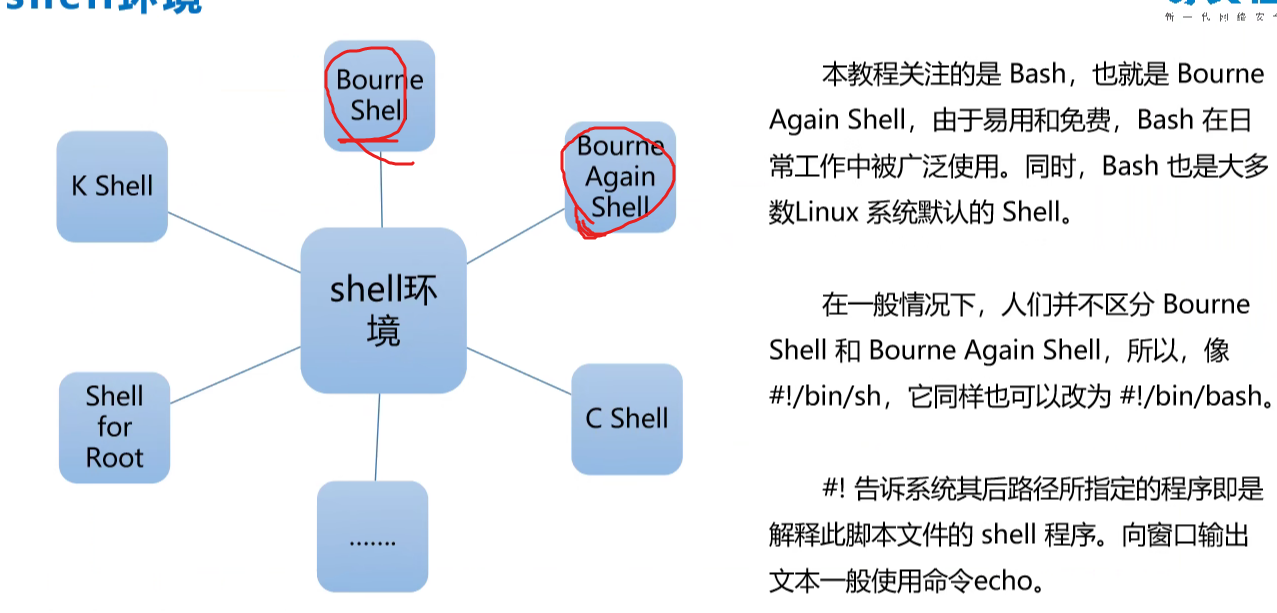 shell环境
新一代网络安全
Bourne
Shell
K Shell
Bourne
Again
Shell
shell环
境
Shell
for
Root
C Shell
.......
本教程关注的是 Bash，也就是 Bourne
Again Shell，由于易用和免费，Bash 在日
常工作中被广泛使用。同时，Bash 也是大多
数Linux 系统默认的 Shell。
在一般情况下，人们并不区分 Bourne
Shell 和 Bourne Again Shell，所以，像
#!/bin/sh，它同样也可以改为 #!/bin/bash。
#! 告诉系统其后路径所指定的程序即是
解释此脚本文件的 shell 程序。向窗口输出
文本一般使用命令echo。